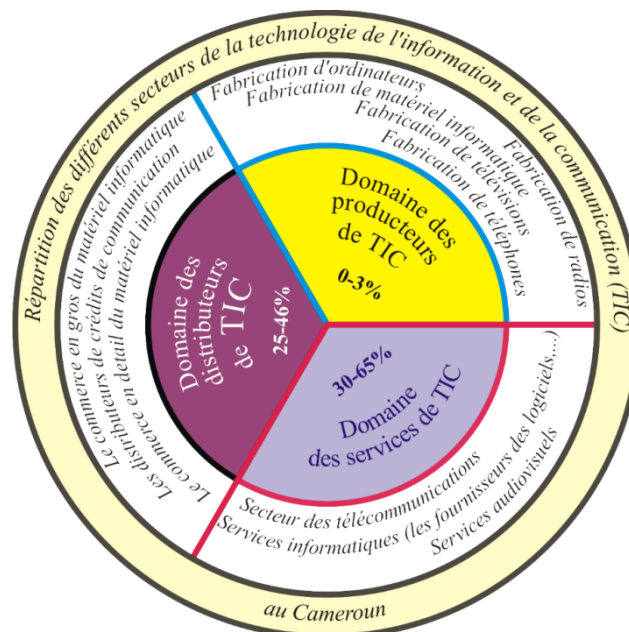 Répartition des différents secteurs de la technologie de l'information et de la communication (TIC)
au Cameroun
Fabrication d'ordinateurs
Fabrication de matériel informatique
Fabrication de télévisions
Fabrication de téléphones
Fabrication de radios
Domaine des
producteurs
de TIC
0-3%
Le commerce en gros du matériel informatique
Les distributeurs de crédits de communication
Le commerce en detail du matériel informatique
Domaine des
distributeurs
de TIC
25-46%
30-65%
Domaine
des services de TIC
Secteur des télécommunications
Services informatiques (les fournisseurs des logiciels,...)
Services audiovisuels